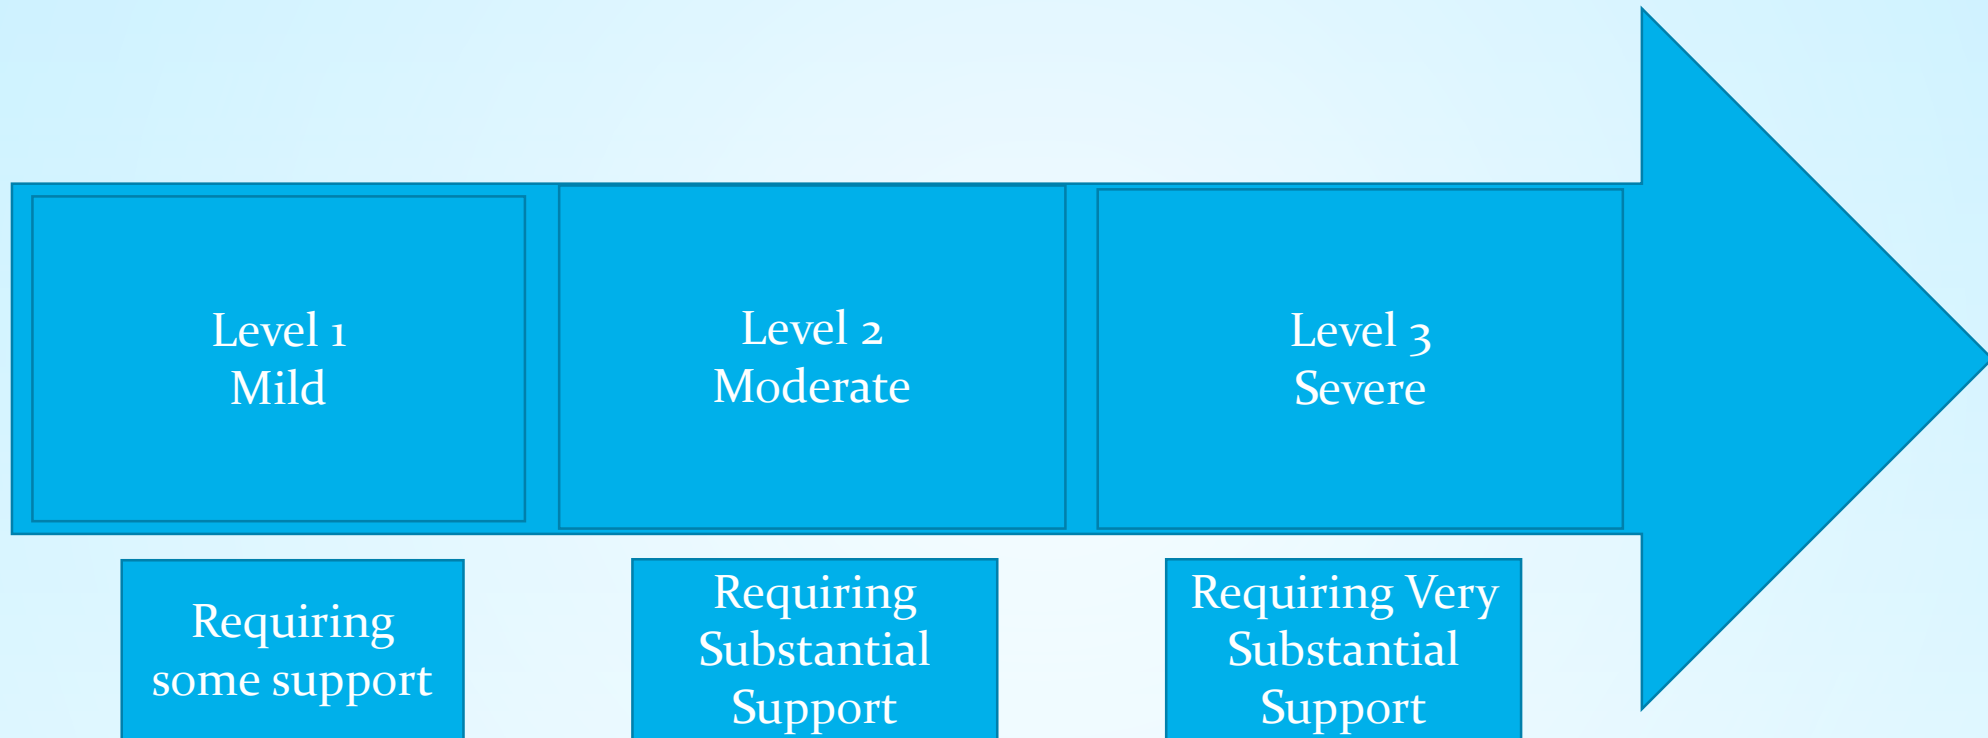 Level 1
Mild
Level 2
Moderate
Level 3
Severe
Requiring
some support
Requiring
Substantial
Support
Requiring Very
Substantial
Support